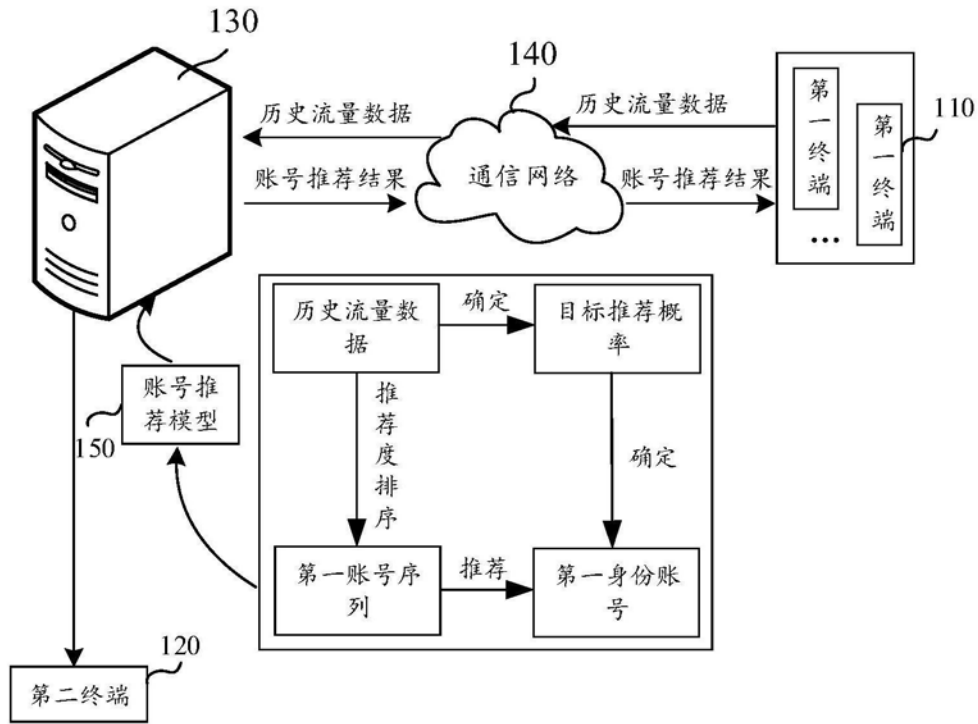 130
140
历史流量数据
历史流量数据
第一终端
第一终端
110
通信网络
账号推荐结果
账号推荐结果
...
历史流量数
据
确定
目标推荐概
率
账号推
荐模型
150
推荐度排序
确定
第一账号序
列
推荐
第一身份账
号
120
第二终端